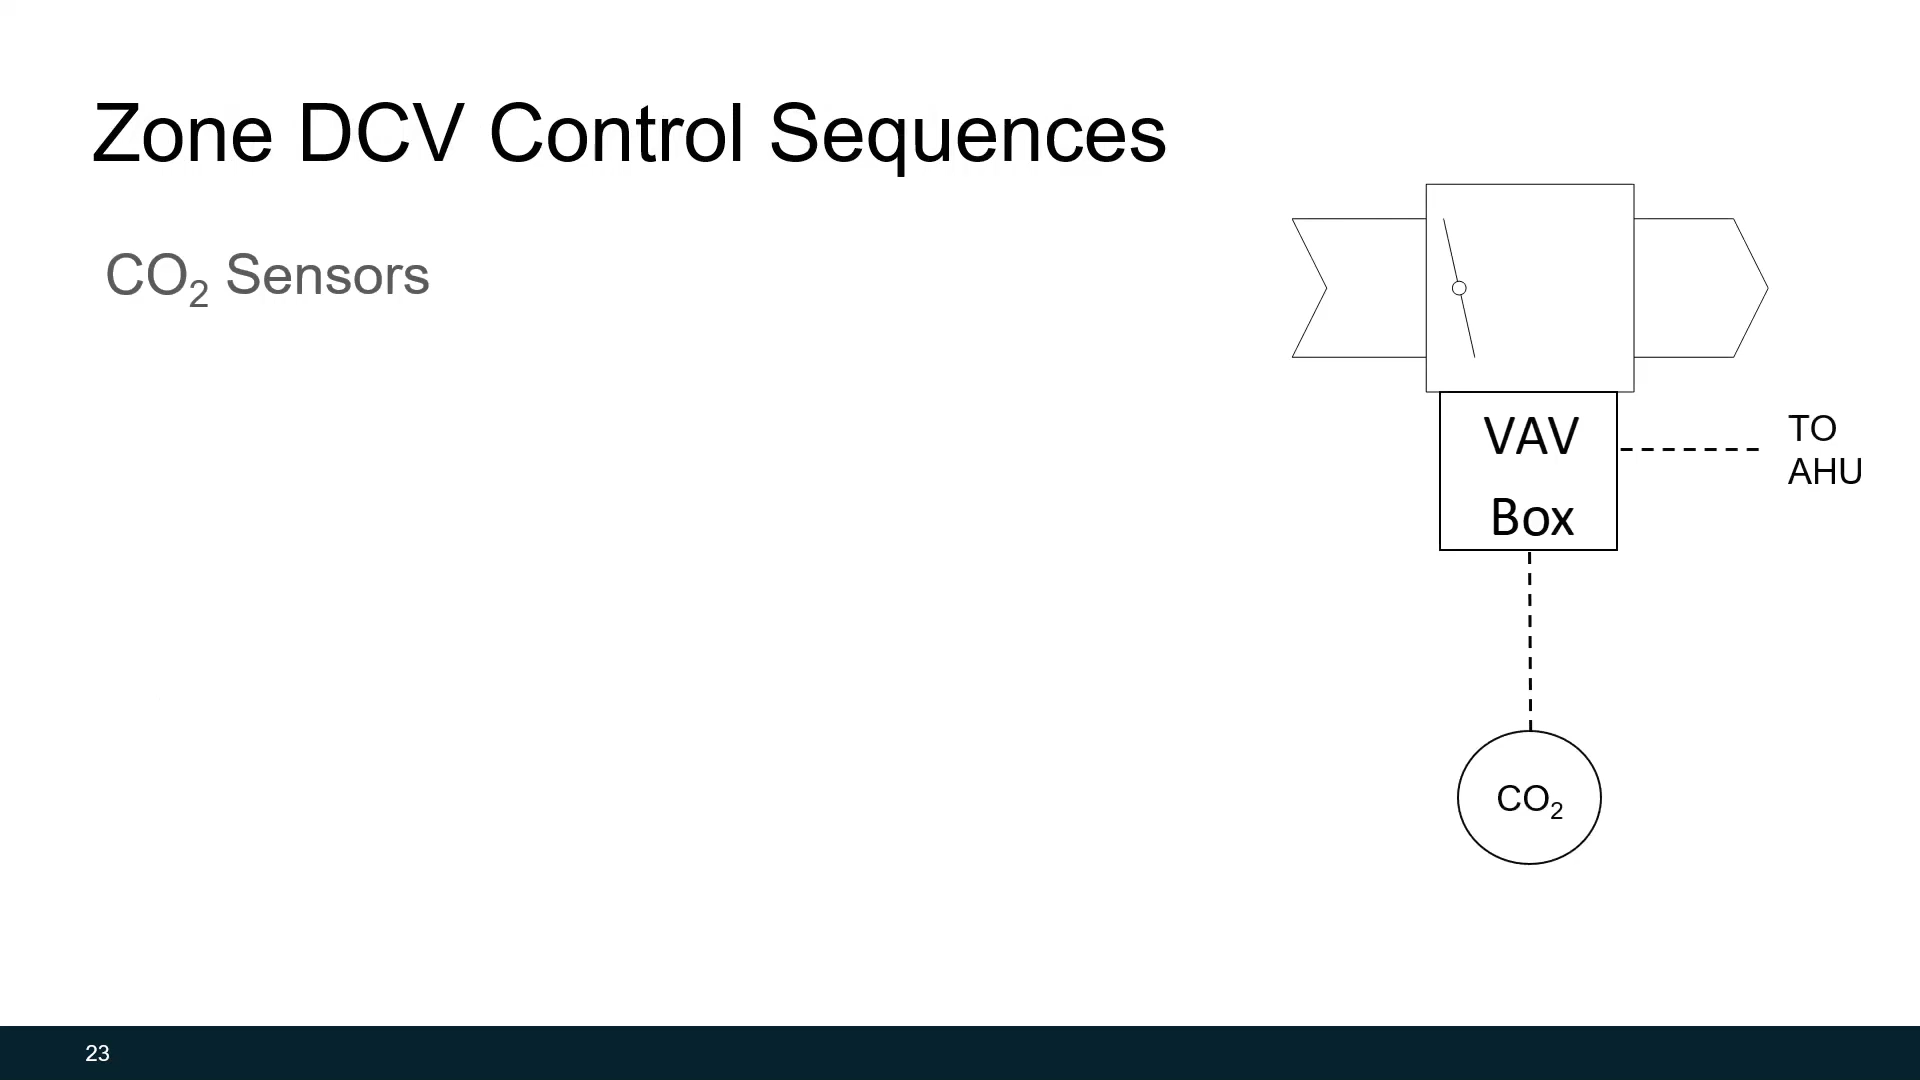 Zone DCV Control Sequences
CO₂ Sensors
VAV
Box
TO
AHU
CO₂
23